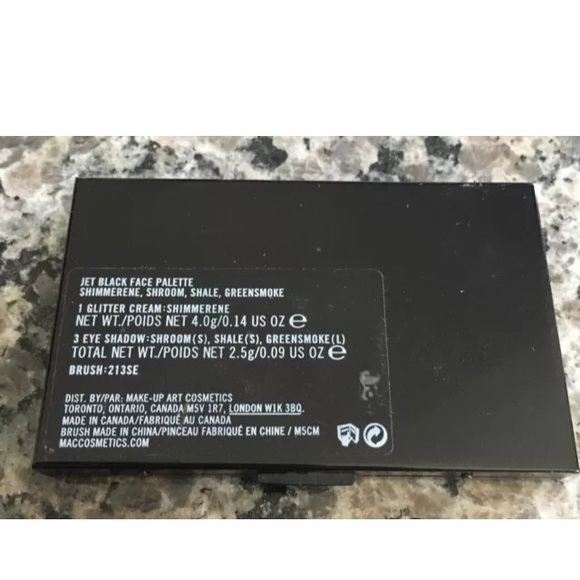 JET BLACK FACE PALETTE
SHIMMERENE, SHROOM, SHALE, GREENSMOKE
1 GLITTER CREAM:SHIMMERENE
NET WT./POIDS NET 4.0g/0.14 US OZ ℮
3 EYE SHADOW:SHROOM(S), SHALE(S), GREENSMOKE(L)
TOTAL NET WT./POIDS NET 2.5g/0.09 US OZ ℮
BRUSH:213SE
DIST. BY/PAR: MAKE-UP ART COSMETICS
TORONTO, ONTARIO, CANADA M5V 1R7, LONDON W1K 3BQ.
MADE IN CANADA/FABRIQUÉ AU CANADA
BRUSH MADE IN CHINA/PINCEAU FABRIQUÉ EN CHINE / M5CM
MACCOSMETICS.COM